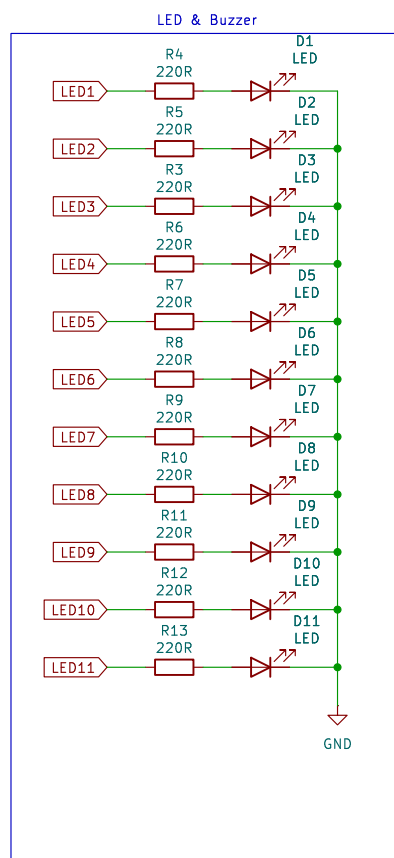 LED & Buzzer
D1
LED
R4
220R
LED1
D2
LED
R5
220R
LED2
D3
LED
R3
220R
LED3
D4
LED
R6
220R
LED4
D5
LED
R7
220R
LED5
D6
LED
R8
220R
LED6
D7
LED
R9
220R
LED7
D8
LED
R10
220R
LED8
D9
LED
R11
220R
LED9
D10
LED
R12
220R
LED10
D11
LED
R13
220R
LED11
GND